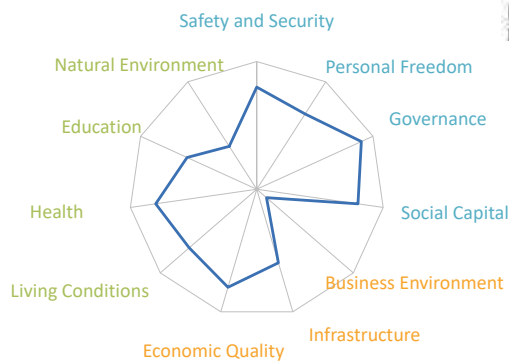 Safety and Security
Personal Freedom
Governance
Social Capital
Business Environment
Infrastructure
Economic Quality
Living Conditions
Health
Education
Natural Environment